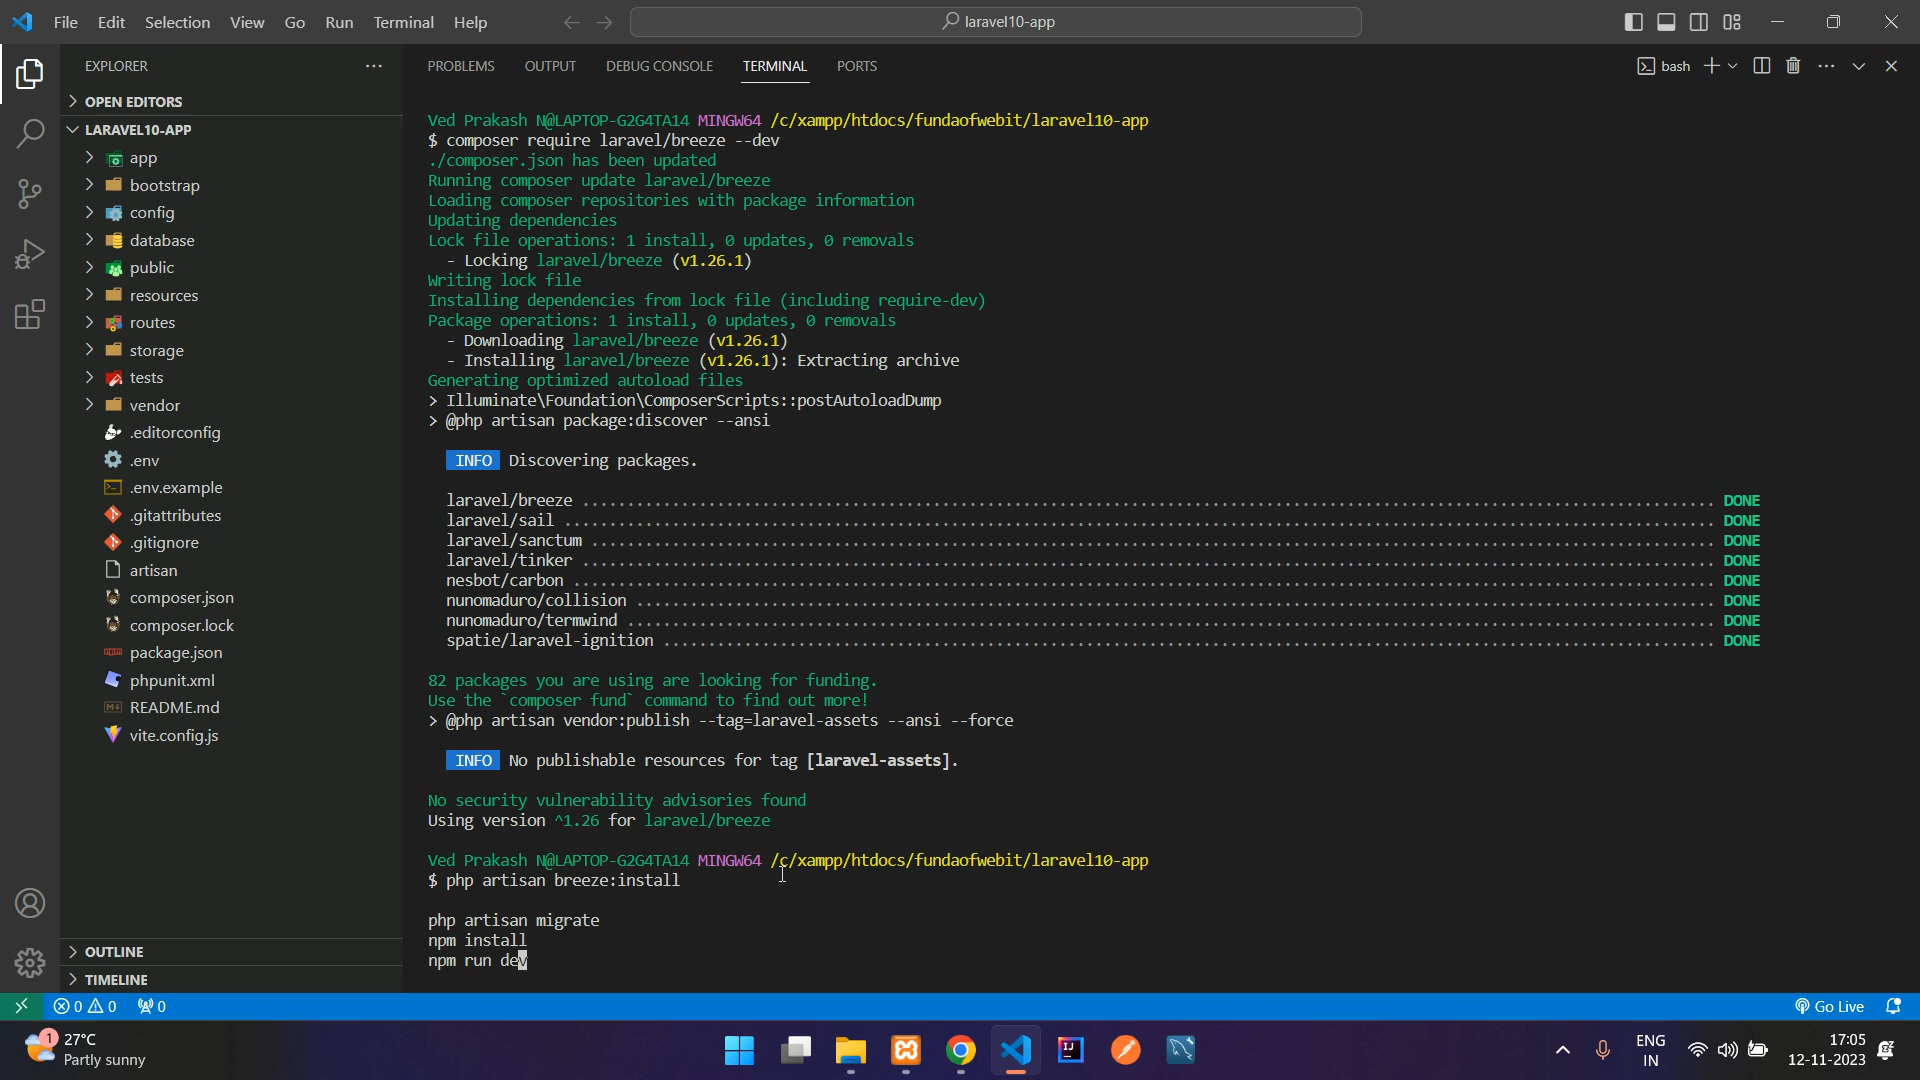 File Edit Selection View Go Run Terminal Help
laravel10-app
EXPLORER
OPEN EDITORS
LARAVEL10-APP
app
bootstrap
config
database
public
resources
routes
storage
tests
vendor
.editorconfig
.env
.env.example
.gitattributes
.gitignore
artisan
composer.json
composer.lock
package.json
phpunit.xml
README.md
vite.config.js
OUTLINE
TIMELINE
PROBLEMS OUTPUT DEBUG CONSOLE TERMINAL PORTS
bash
Ved Prakash N@LAPTOP-G2G4TA14 MINGW64 /c/xampp/htdocs/fundaofwebit/laravel10-app
$ composer require laravel/breeze --dev
./composer.json has been updated
Running composer update laravel/breeze
Loading composer repositories with package information
Updating dependencies
Lock file operations: 1 install, 0 updates, 0 removals
- Locking laravel/breeze (v1.26.1)
Writing lock file
Installing dependencies from lock file (including require-dev)
Package operations: 1 install, 0 updates, 0 removals
- Downloading laravel/breeze (v1.26.1)
- Installing laravel/breeze (v1.26.1): Extracting archive
Generating optimized autoload files
> Illuminate\Foundation\ComposerScripts::postAutoloadDump
> @php artisan package:discover --ansi
INFO Discovering packages.
laravel/breeze ........ DONE
laravel/sail ........ DONE
laravel/sanctum ........ DONE
laravel/tinker ........ DONE
nesbot/carbon ........ DONE
nunomaduro/collision ........ DONE
nunomaduro/termwind ........ DONE
spatie/laravel-ignition ........ DONE
82 packages you are using are looking for funding.
Use the `composer fund` command to find out more!
> @php artisan vendor:publish --tag=laravel-assets --ansi --force
INFO No publishable resources for tag [laravel-assets].
No security vulnerability advisories found
Using version ^1.26 for laravel/breeze
Ved Prakash N@LAPTOP-G2G4TA14 MINGW64 /c/xampp/htdocs/fundaofwebit/laravel10-app
$ php artisan breeze:install
php artisan migrate
npm install
npm run dev
0 0 0
Go Live
1
27°C
Partly sunny
ENG
IN
17:05
12-11-2023